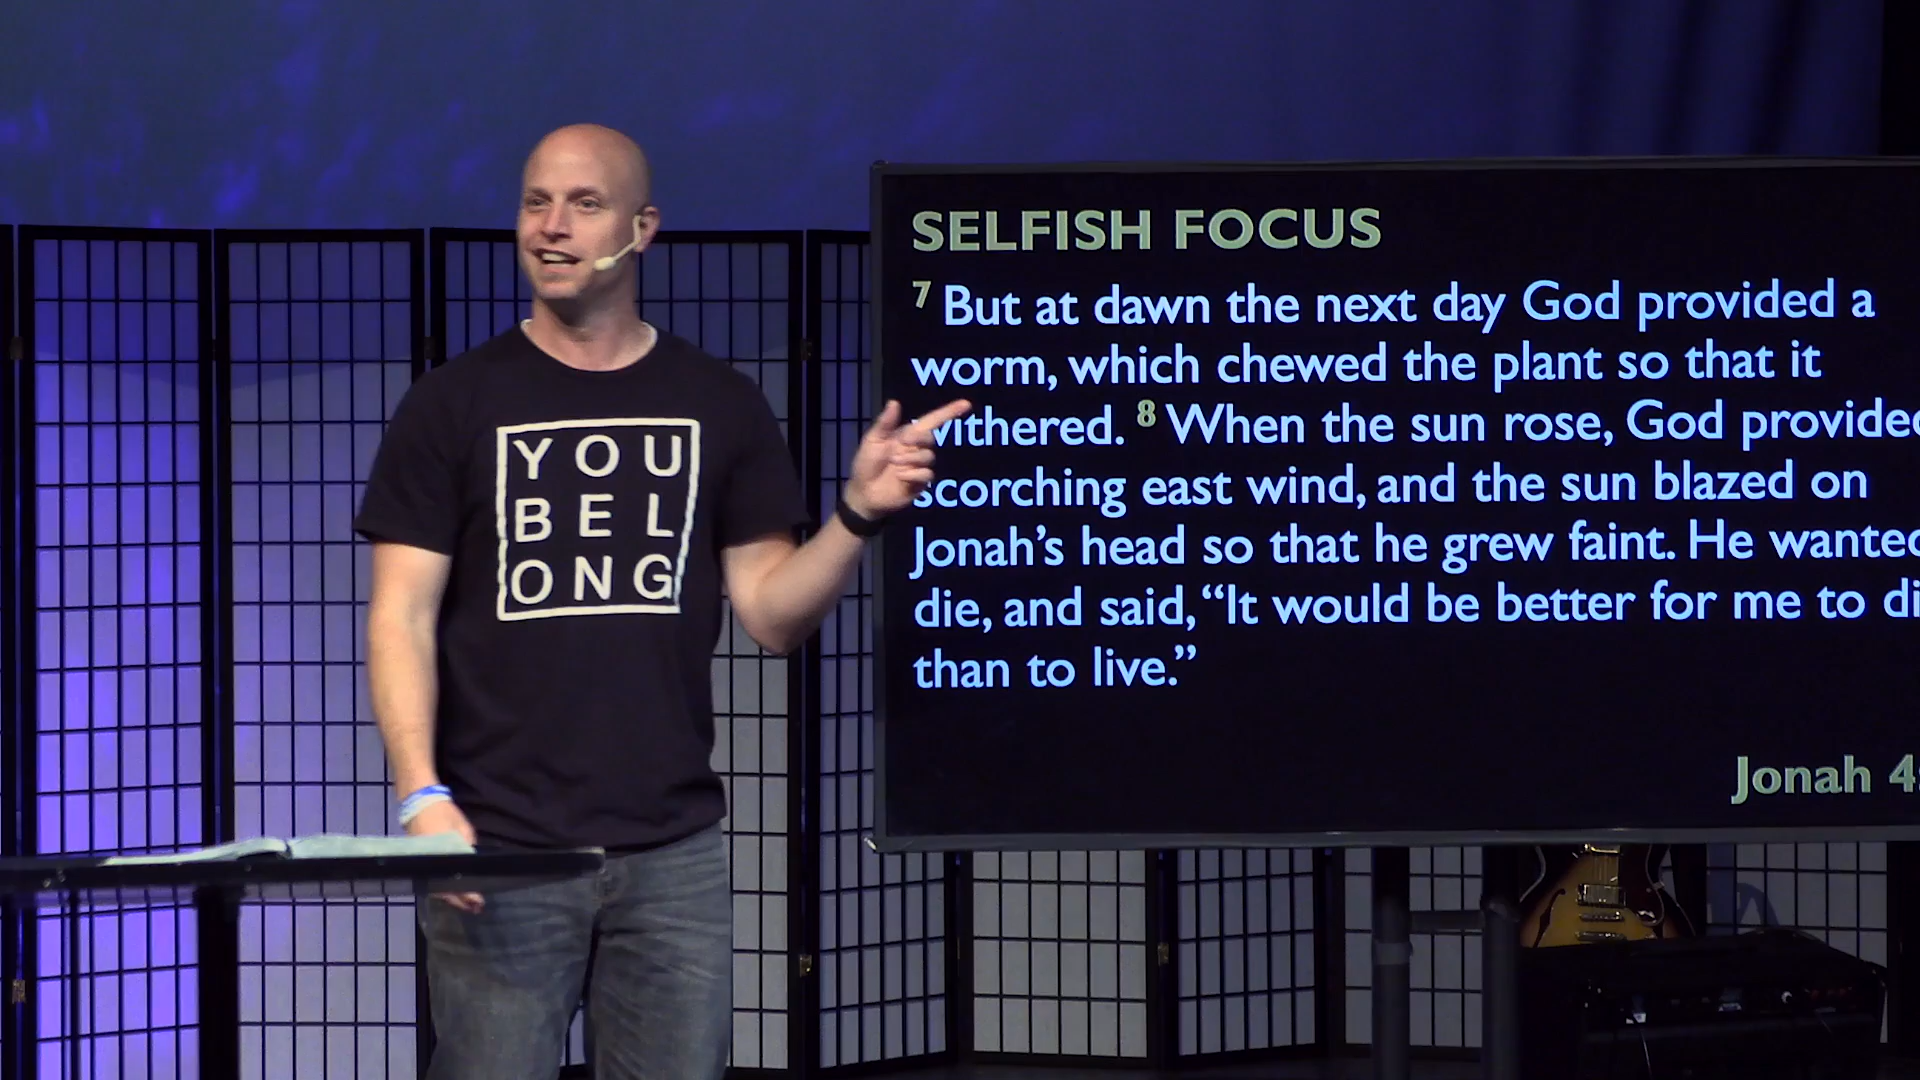 YOU
BEL
ONG
SELFISH FOCUS
7 But at dawn the next day God provided a
worm, which chewed the plant so that it
withered. 8 When the sun rose, God provided
scorching east wind, and the sun blazed on
Jonah’s head so that he grew faint. He wanted
die, and said, “It would be better for me to di
than to live.”
Jonah 4: